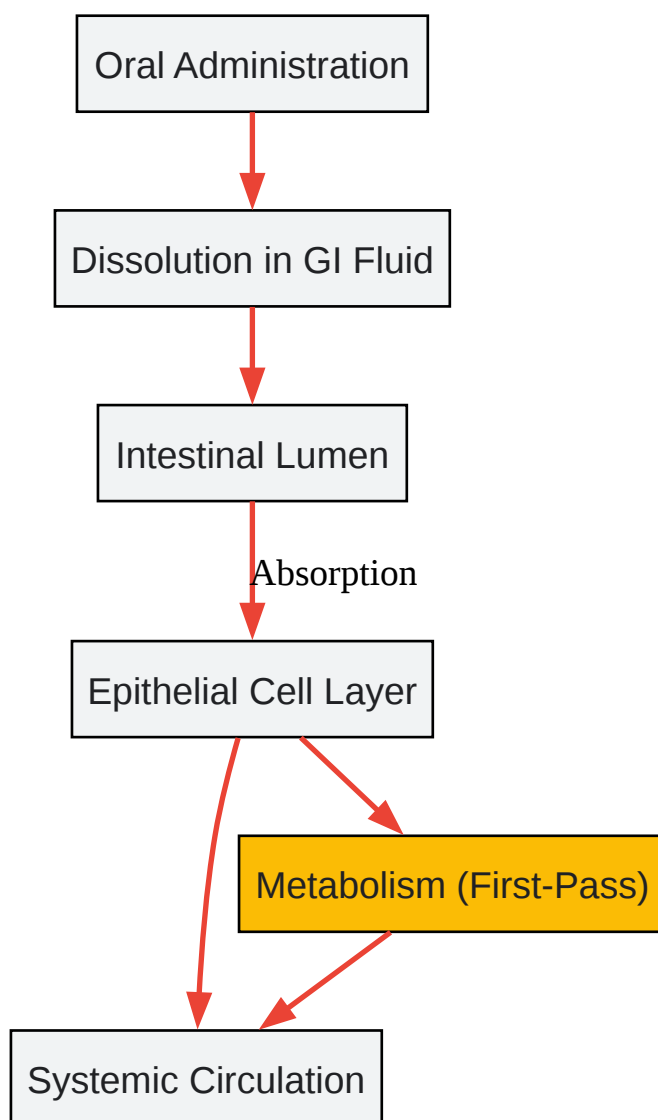 Oral Administration
Dissolution in GI Fluid
Intestinal Lumen
Absorption
Epithelial Cell Layer
Metabolism (First-Pass)
Systemic Circulation